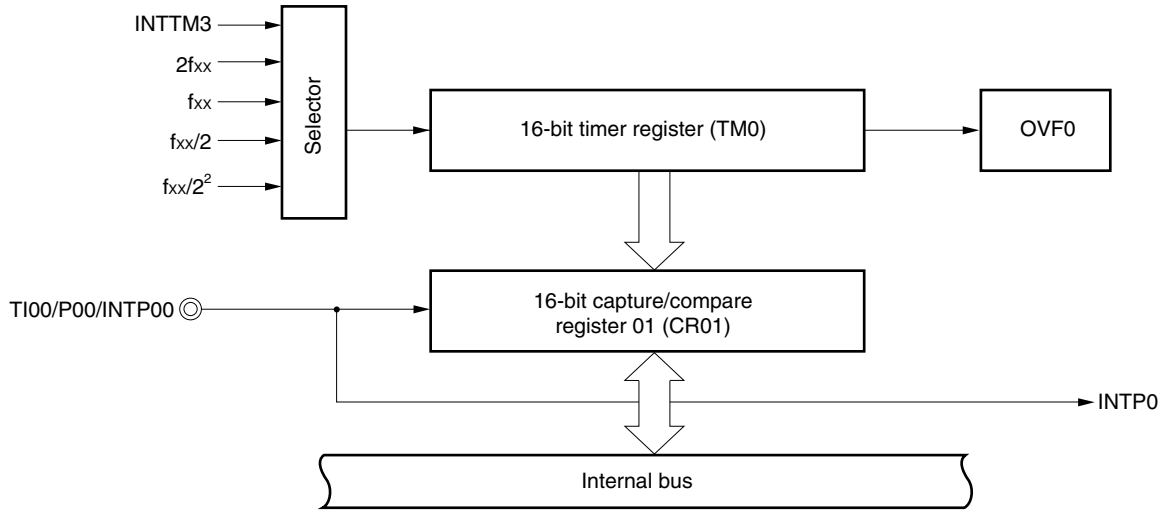 INTTM3
2fxx
fxx
fxx/2
fxx/2²
Selector
16-bit timer register (TM0)
OVF0
TI00/P00/INTP00
16-bit capture/compare
register 01 (CR01)
INTP0
Internal bus